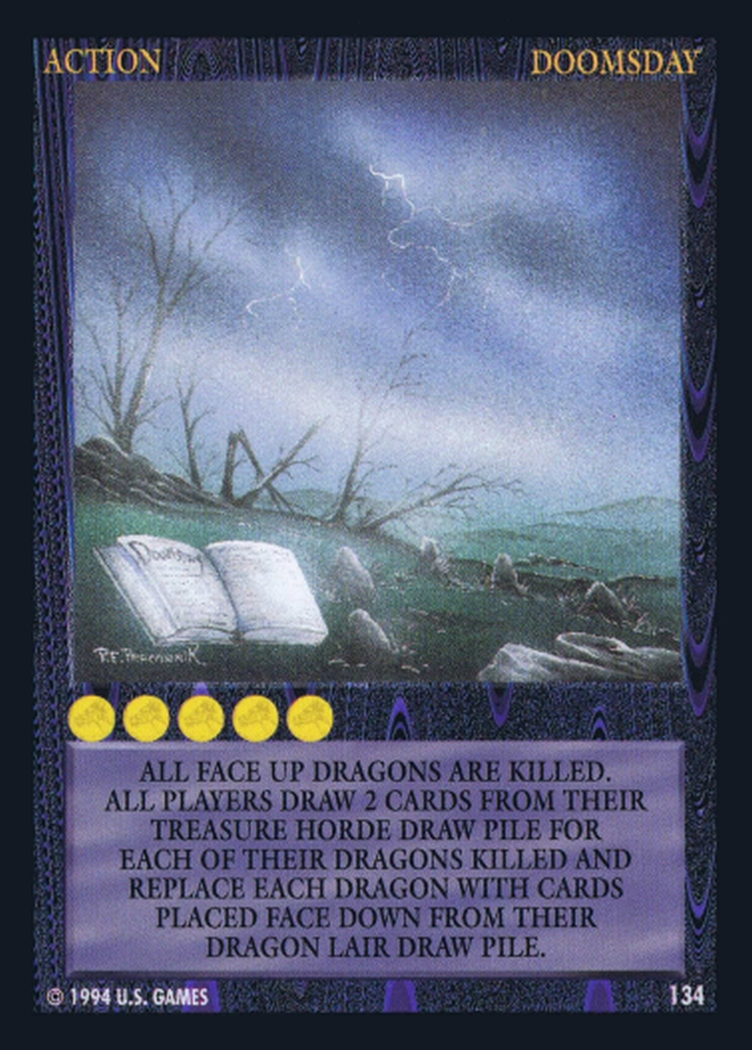 ACTION DOOMSDAY
Doomsday
ALL FACE UP DRAGONS ARE KILLED.
ALL PLAYERS DRAW 2 CARDS FROM THEIR
TREASURE HORDE DRAW PILE FOR
EACH OF THEIR DRAGONS KILLED AND
REPLACE EACH DRAGON WITH CARDS
PLACED FACE DOWN FROM THEIR
DRAGON LAIR DRAW PILE.
© 1994 U.S. GAMES 134